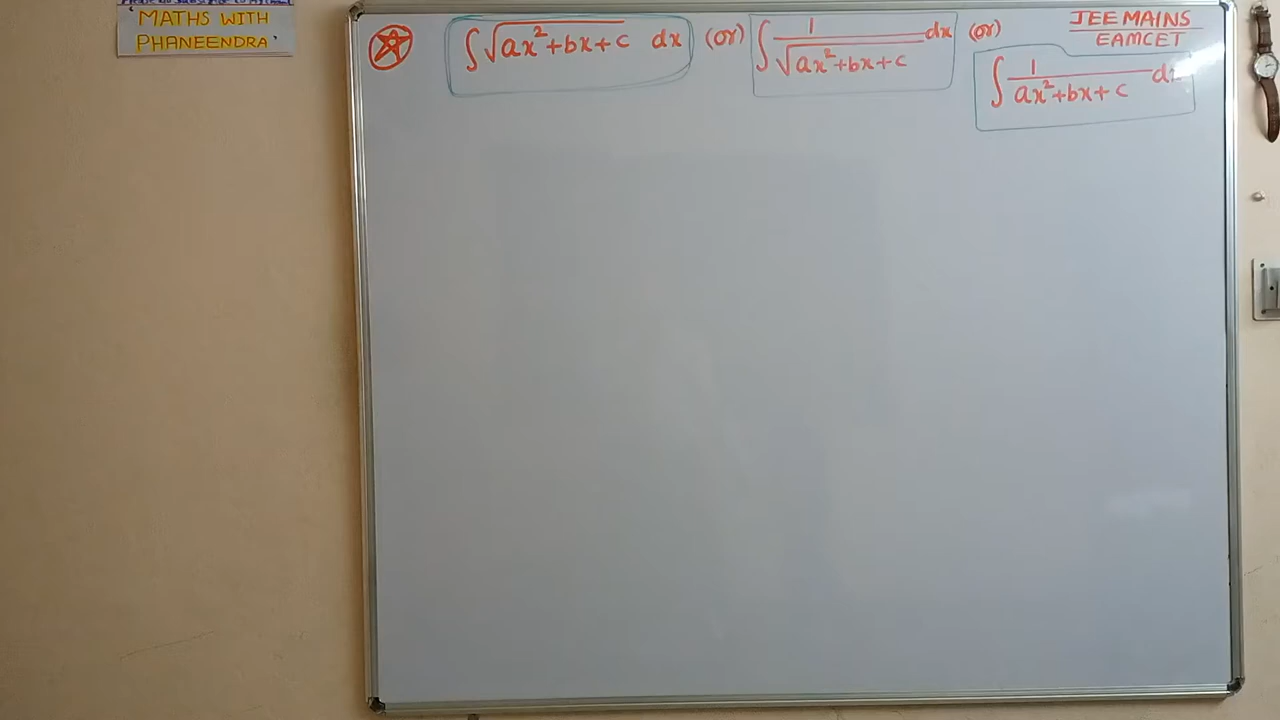 MATHS WITH
PHANEENDRA'
∫√ax²+bx+c dx (or) ∫ 1/√ax²+bx+c dx (or)
∫ 1/ax²+bx+c dx
JEE MAINS
EAMCET